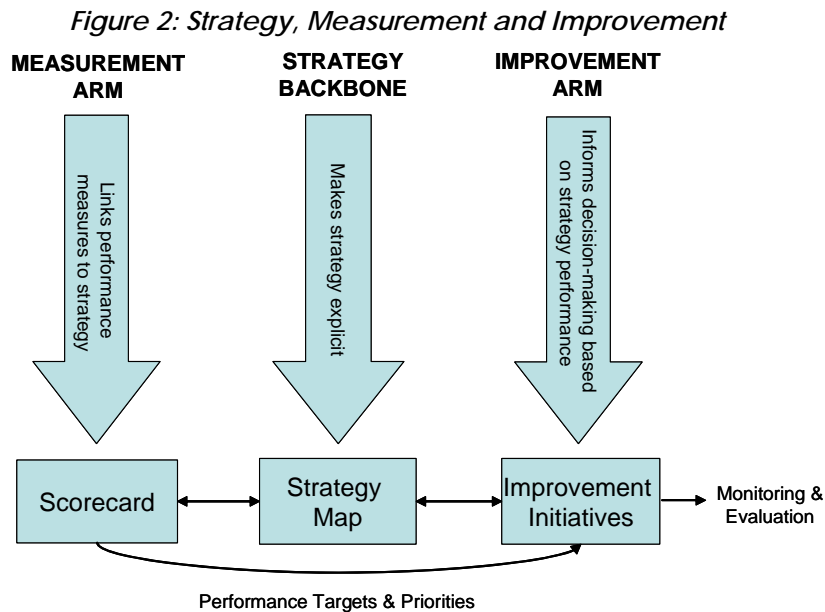 Figure 2: Strategy, Measurement and Improvement
MEASUREMENT
ARM
STRATEGY
BACKBONE
IMPROVEMENT
ARM
Links performance
measures to strategy
Makes strategy explicit
Informs decision-making based
on strategy performance
Scorecard
Strategy
Map
Improvement
Initiatives
Monitoring &
Evaluation
Performance Targets & Priorities